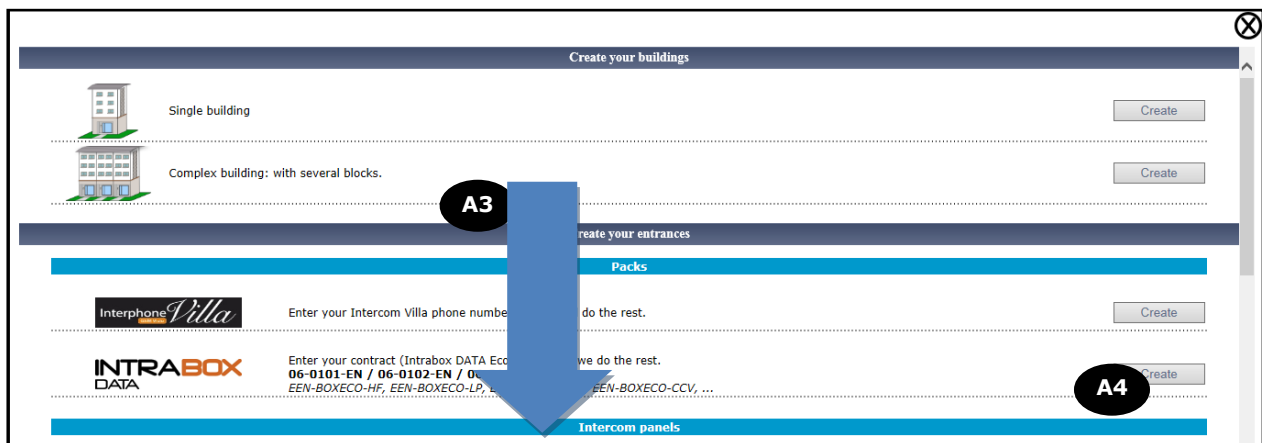 Create your buildings
Single building Create
Complex building: with several blocks. Create
A3
reate your entrances
Packs
Interphone Villa Enter your Intercom Villa phone numbe do the rest. Create
INTRABOX DATA
Enter your contract (Intrabox DATA Eco we do the rest.
06-0101-EN / 06-0102-EN / 0
EEN-BOXECO-HF, EEN-BOXECO-LP, EEN-BOXECO-CCV, ...
Create
A4
Intercom panels